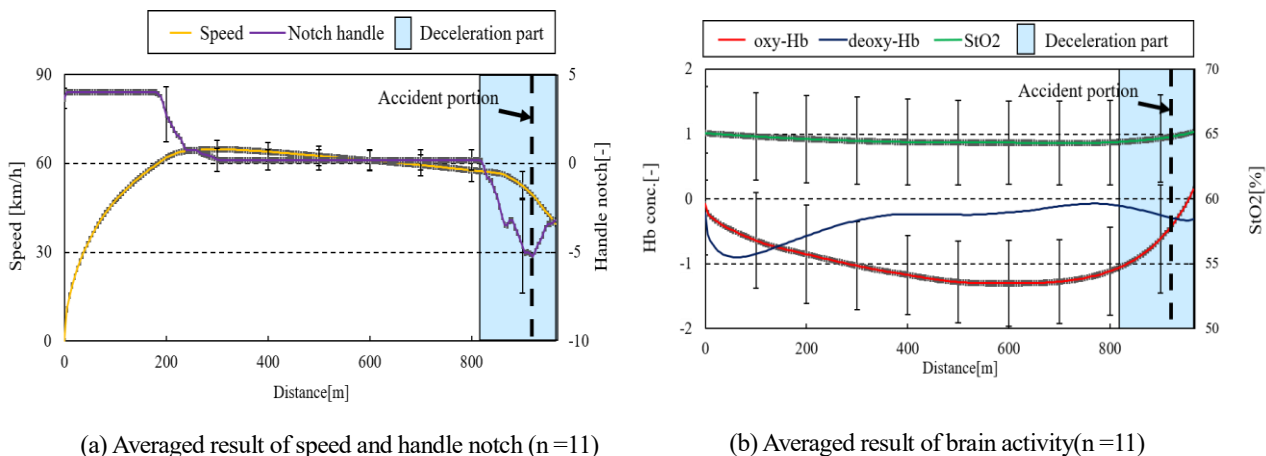 Speed Notch handle Deceleration part
90
60
30
0
Speed [km/h]
5
0
-5
-10
Handle notch[-]
Accident portion
0 200 400 600 800
Distance[m]
(a) Averaged result of speed and handle notch (n =11)
oxy-Hb deoxy-Hb StO2 Deceleration part
2
1
0
-1
-2
Hb conc.[-]
70
65
60
55
50
StO2[%]
Accident portion
0 200 400 600 800
Distance[m]
(b) Averaged result of brain activity(n =11)